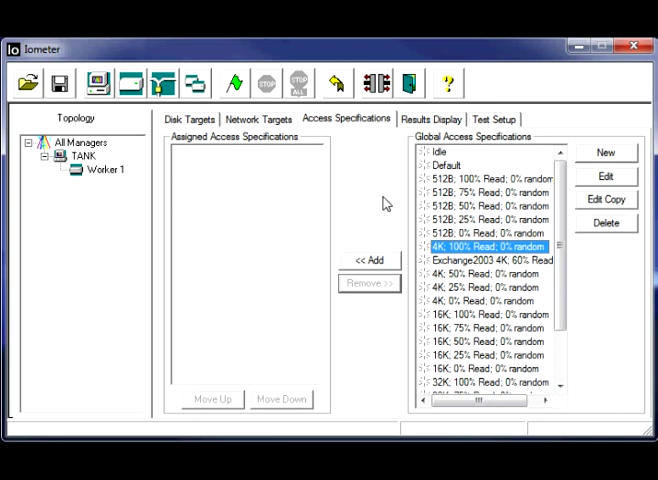 Io Iometer
STOP
STOP
ALL
?
Topology
All Managers
TANK
Worker 1
Disk Targets
Network Targets
Access Specifications
Results Display
Test Setup
Assigned Access Specifications
<< Add
Remove >>
Move Up
Move Down
Global Access Specifications
Idle
Default
512B; 100% Read; 0% random
512B; 75% Read; 0% random
512B; 50% Read; 0% random
512B; 25% Read; 0% random
512B; 0% Read; 0% random
4K; 100% Read; 0% random
Exchange2003 4K; 60% Read
4K; 50% Read; 0% random
4K; 25% Read; 0% random
4K; 0% Read; 0% random
16K; 100% Read; 0% random
16K; 75% Read; 0% random
16K; 50% Read; 0% random
16K; 25% Read; 0% random
16K; 0% Read; 0% random
32K; 100% Read; 0% random
New
Edit
Edit Copy
Delete